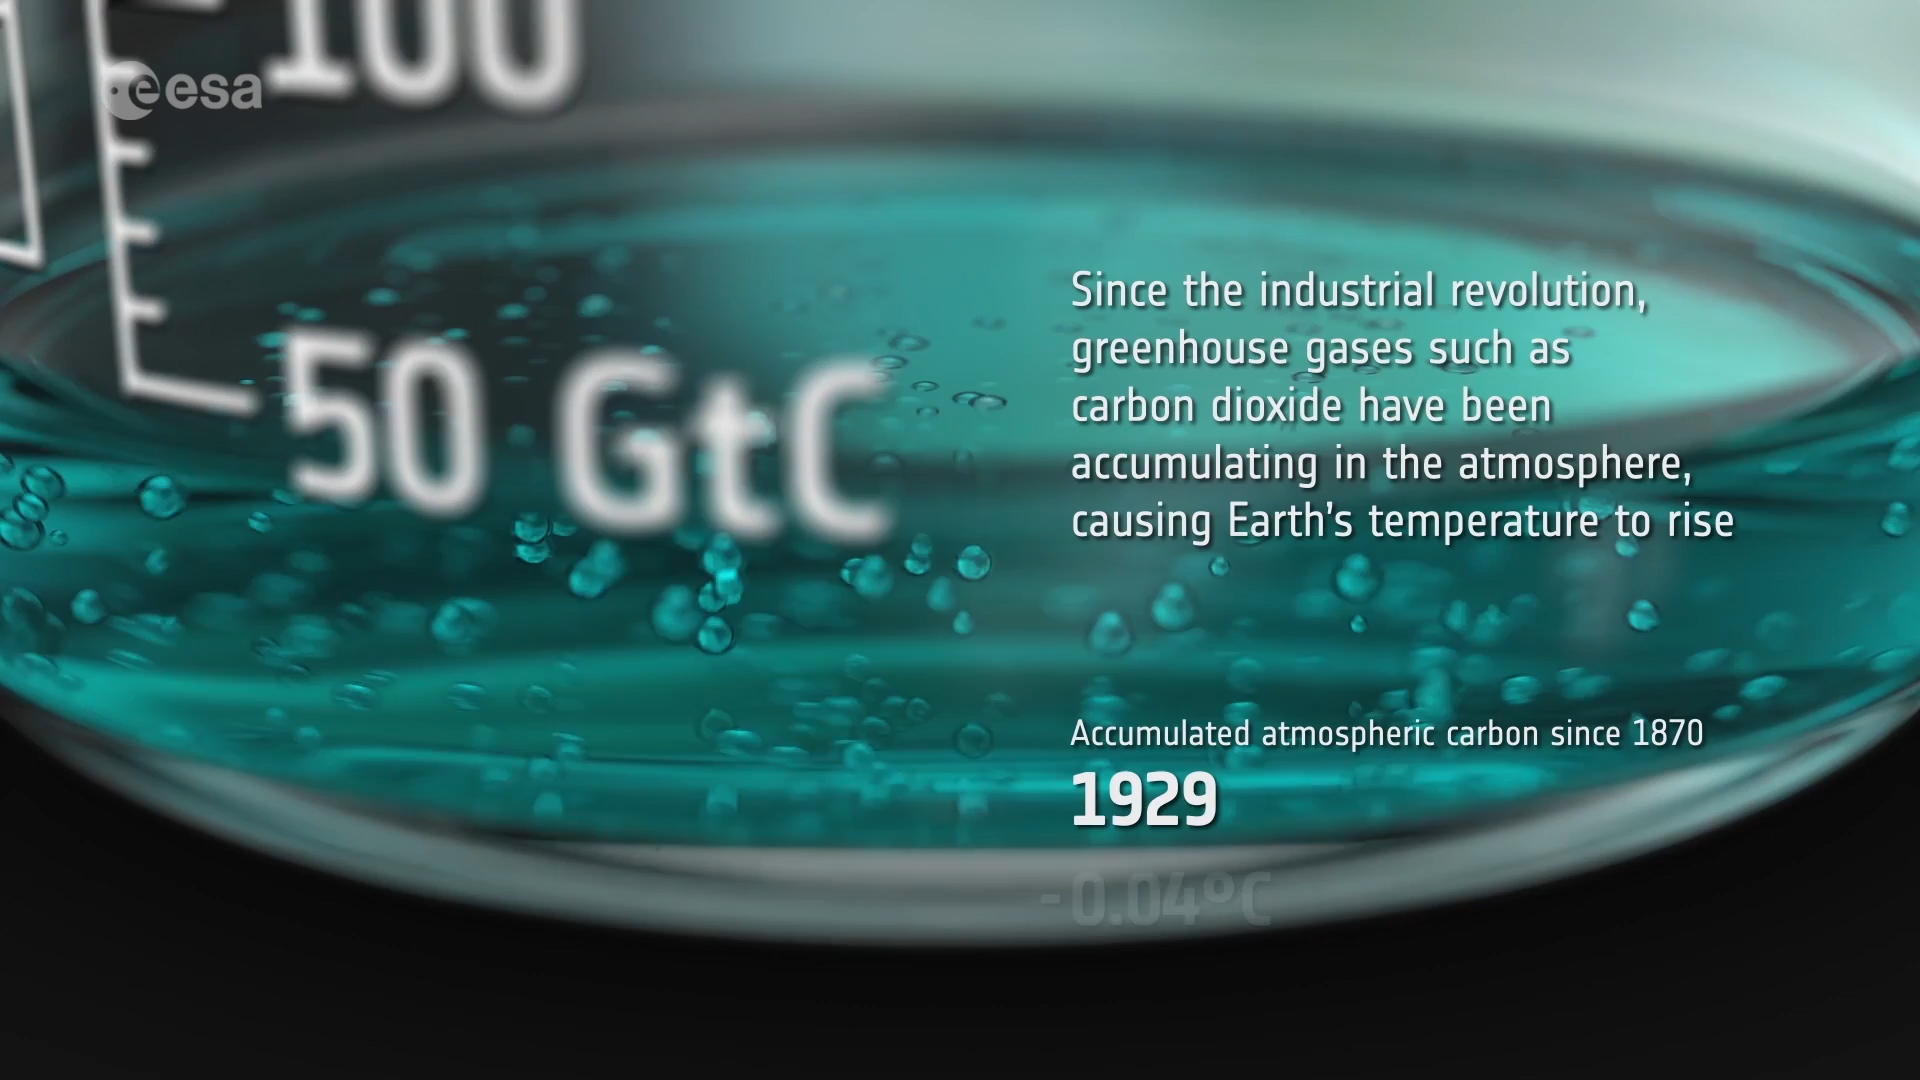 100
esa
50 GtC
Since the industrial revolution,
greenhouse gases such as
carbon dioxide have been
accumulating in the atmosphere,
causing Earth’s temperature to rise
Accumulated atmospheric carbon since 1870
1929
-0.04°C